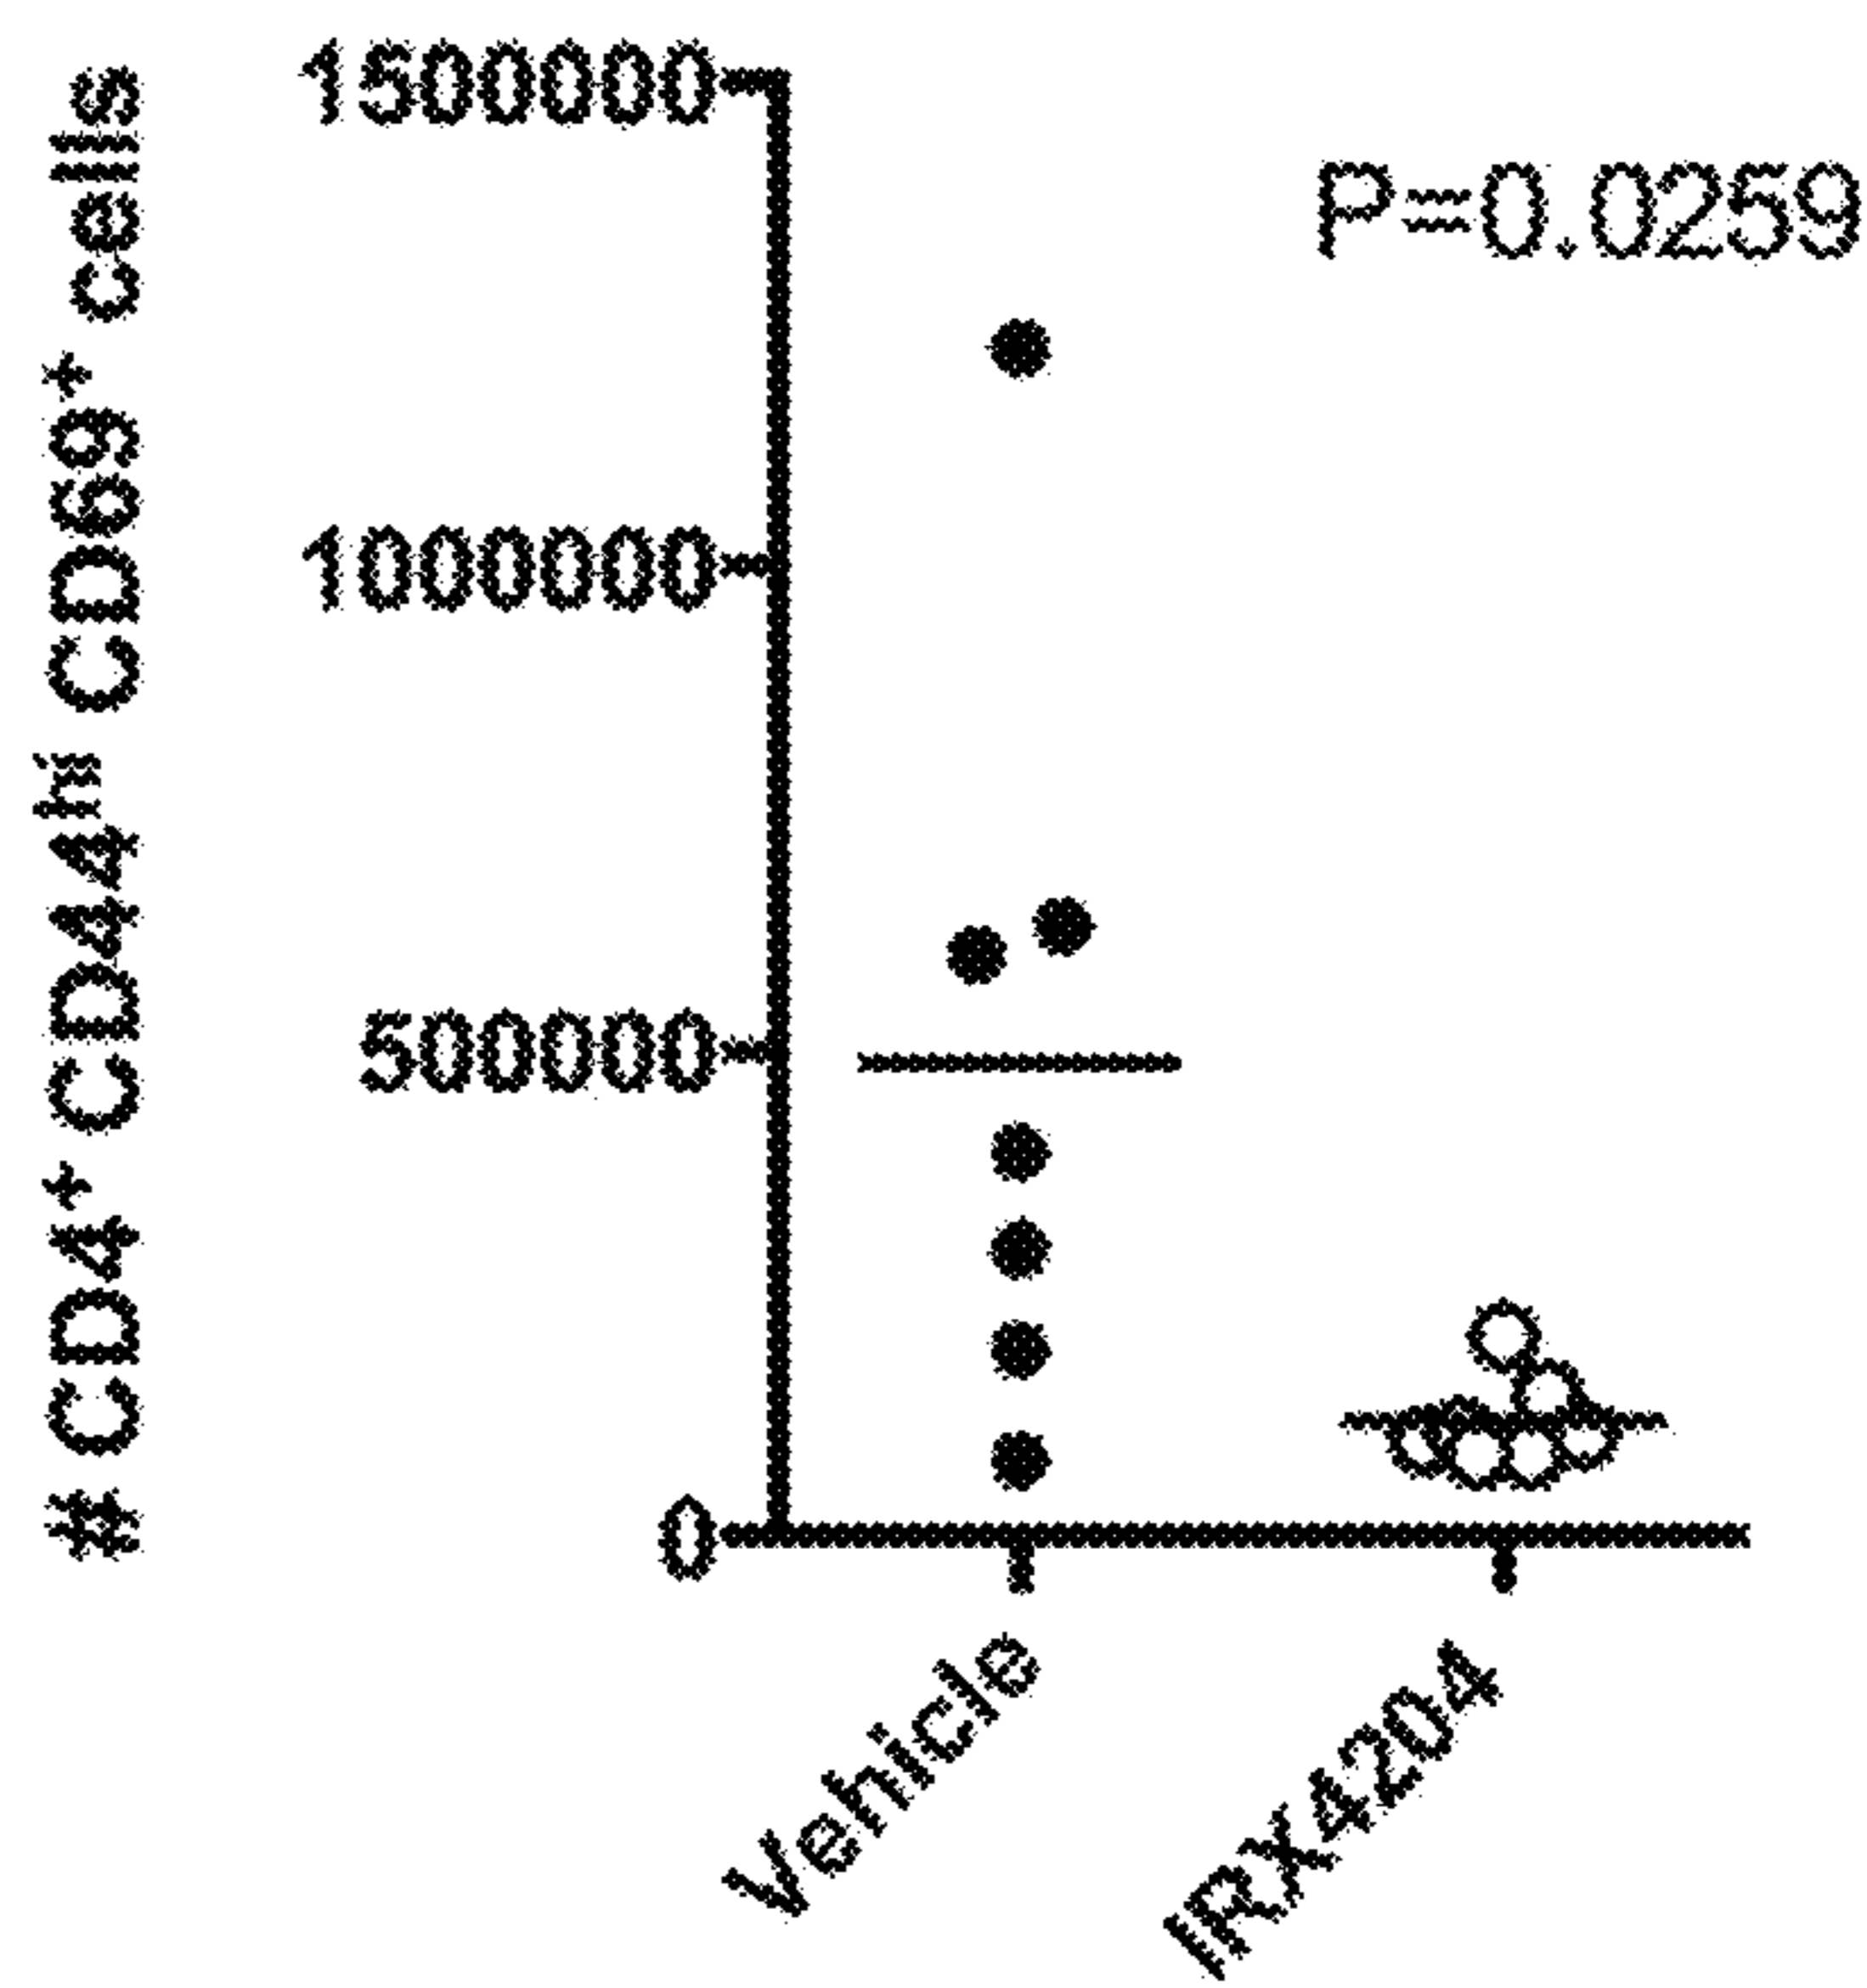 # CD4⁺ CD44ʰⁱ CD69⁺ cells
1500000
1000000
500000
0
P=0.0259
Vehicle
IRX4204